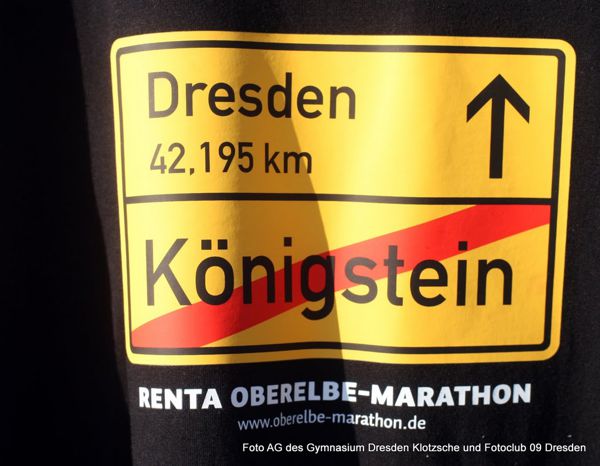 Dresden
42,195 km
Königstein
RENTA OBERELBE-MARATHON
www.oberelbe-marathon.de
Foto AG des Gymnasium Dresden Klotzsche und Fotoclub 09 Dresden